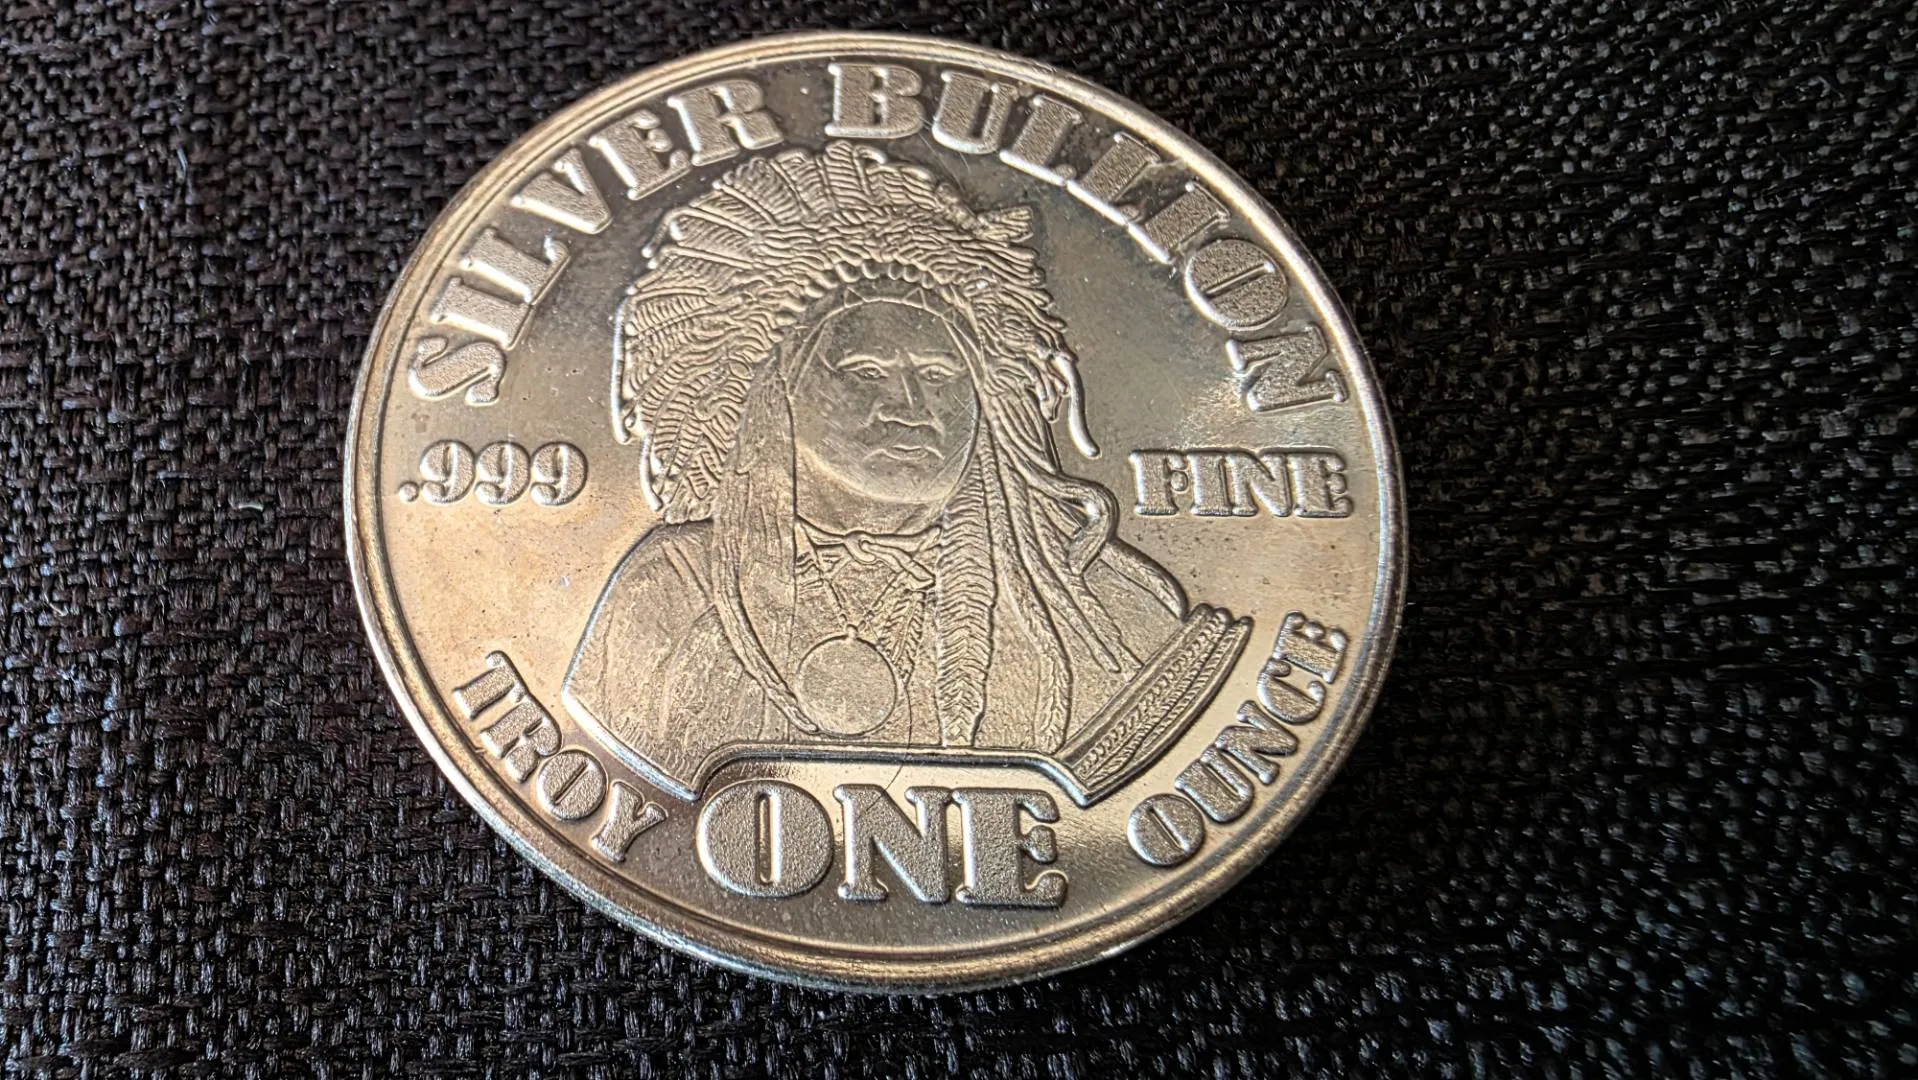 SILVER BULLION
.999 FINE
TROY ONE OUNCE